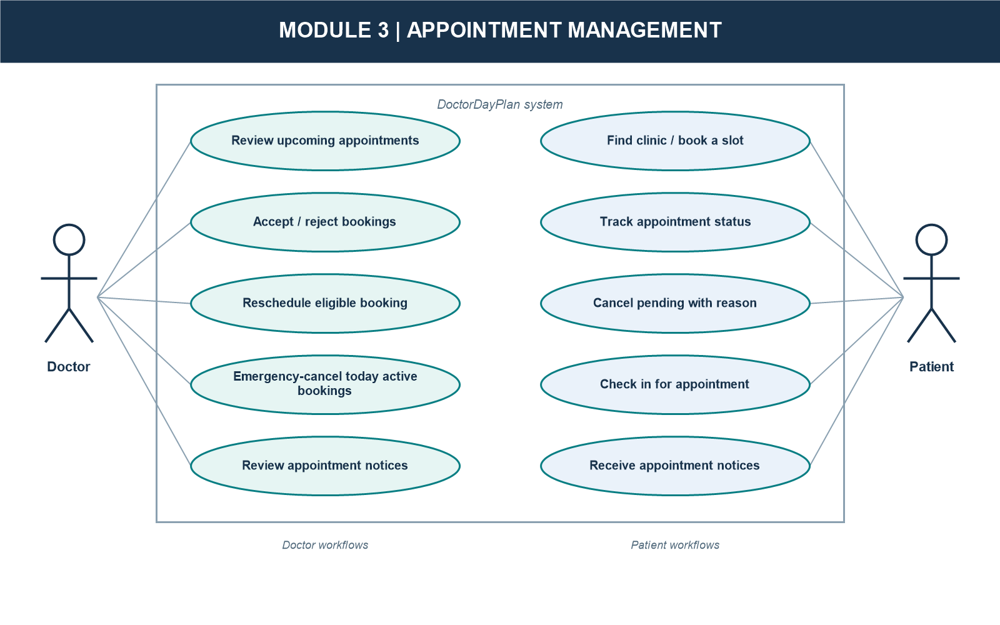 MODULE 3 | APPOINTMENT MANAGEMENT
DoctorDayPlan system
Review upcoming appointments
Find clinic / book a slot
Accept / reject bookings
Track appointment status
Reschedule eligible booking
Cancel pending with reason
Doctor
Patient
Emergency-cancel today active
bookings
Check in for appointment
Review appointment notices
Receive appointment notices
Doctor workflows
Patient workflows